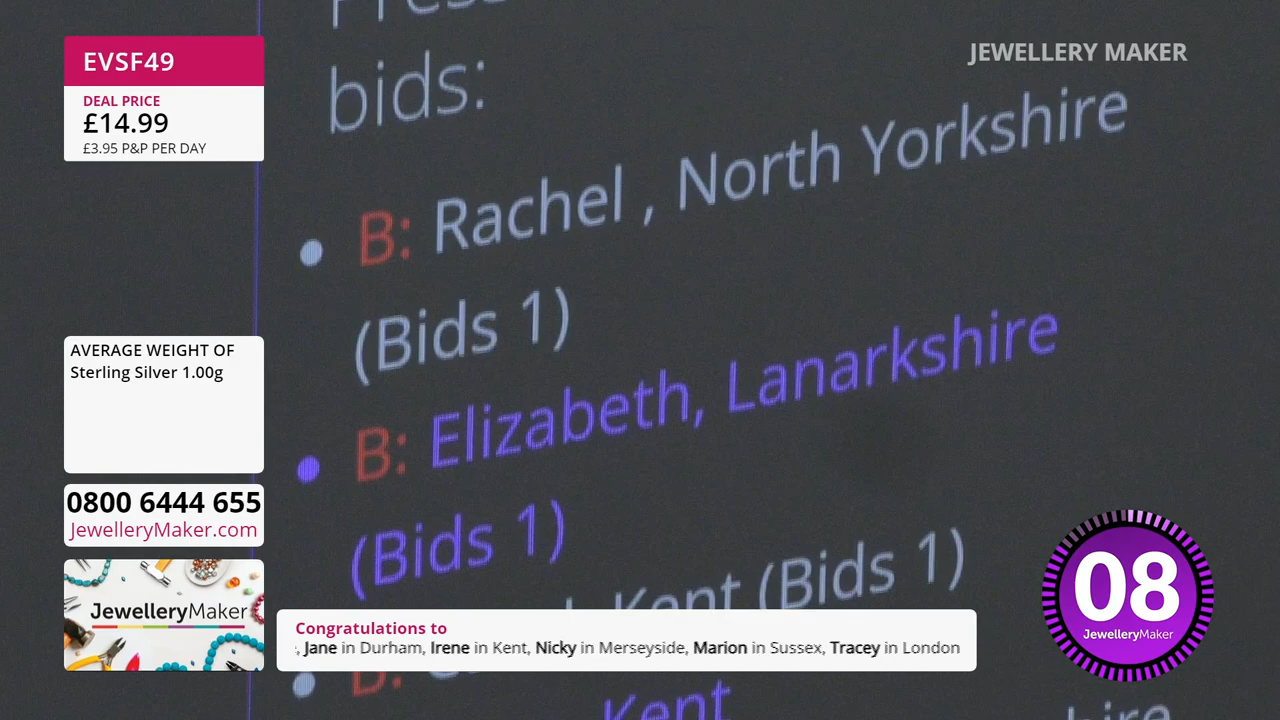 bids:
B: Rachel , North Yorkshire
(Bids 1)
B: Elizabeth, Lanarkshire
(Bids 1)
Kent (Bids 1)
B:
Kent
EVSF49
DEAL PRICE
£14.99
£3.95 P&P PER DAY
JEWELLERY MAKER
AVERAGE WEIGHT OF
Sterling Silver 1.00g
0800 6444 655
JewelleryMaker.com
JewelleryMaker
Congratulations to
, Jane in Durham, Irene in Kent, Nicky in Merseyside, Marion in Sussex, Tracey in London
08
JewelleryMaker